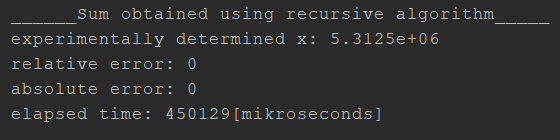 ______Sum obtained using recursive algorithm_____
experimentally determined x: 5.3125e+06
relative error: 0
absolute error: 0
elapsed time: 450129[mikroseconds]